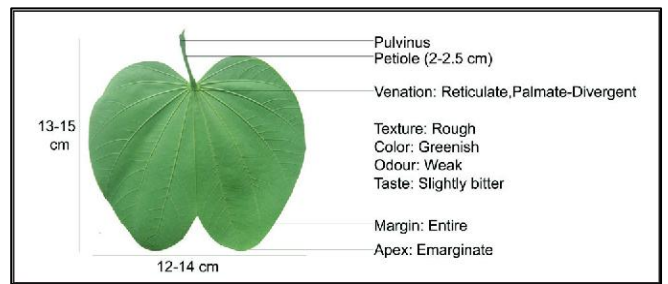 Pulvinus
Petiole (2-2.5 cm)
Venation: Reticulate,Palmate-Divergent
13-15
cm
Texture: Rough
Color: Greenish
Odour: Weak
Taste: Slightly bitter
Margin: Entire
Apex: Emarginate
12-14 cm